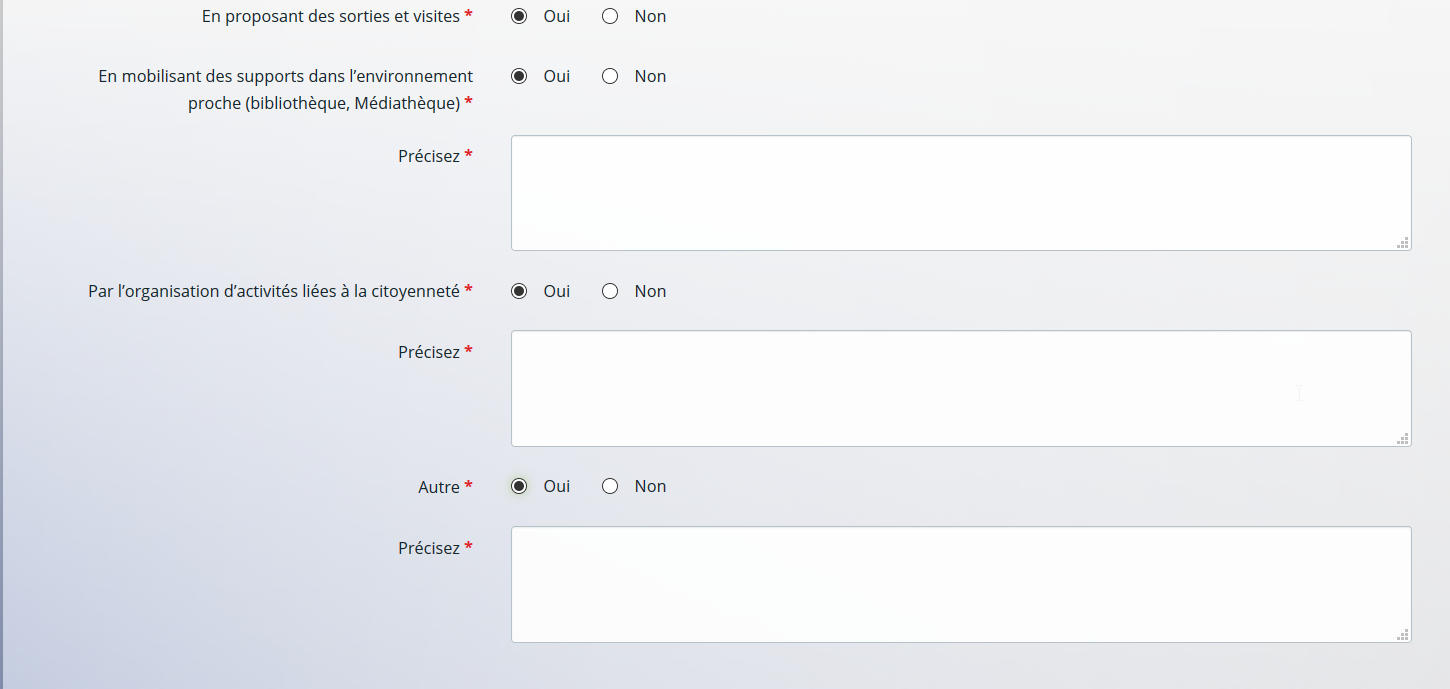 En proposant des sorties et visites * Oui Non
En mobilisant des supports dans l’environnement Oui Non
proche (bibliothèque, Médiathèque) *
Précisez *
Par l’organisation d’activités liées à la citoyenneté * Oui Non
Précisez *
Autre * Oui Non
Précisez *